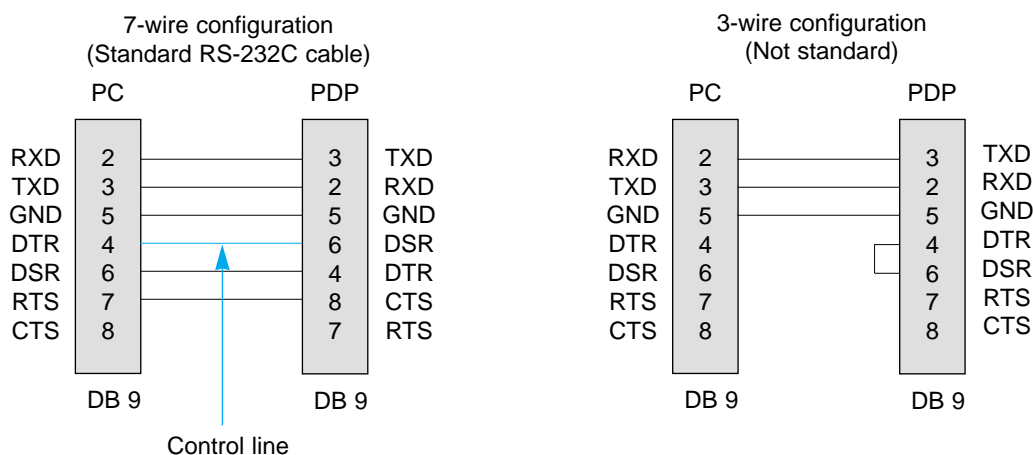 7-wire configuration
(Standard RS-232C cable)
PC PDP
RXD 2 3 TXD
TXD 3 2 RXD
GND 5 5 GND
DTR 4 6 DSR
DSR 6 4 DTR
RTS 7 8 CTS
CTS 8 7 RTS
DB 9 DB 9
Control line
3-wire configuration
(Not standard)
PC PDP
RXD 2 3 TXD
TXD 3 2 RXD
GND 5 5 GND
DTR 4 4 DTR
DSR 6 6 DSR
RTS 7 7 RTS
CTS 8 8 CTS
DB 9 DB 9